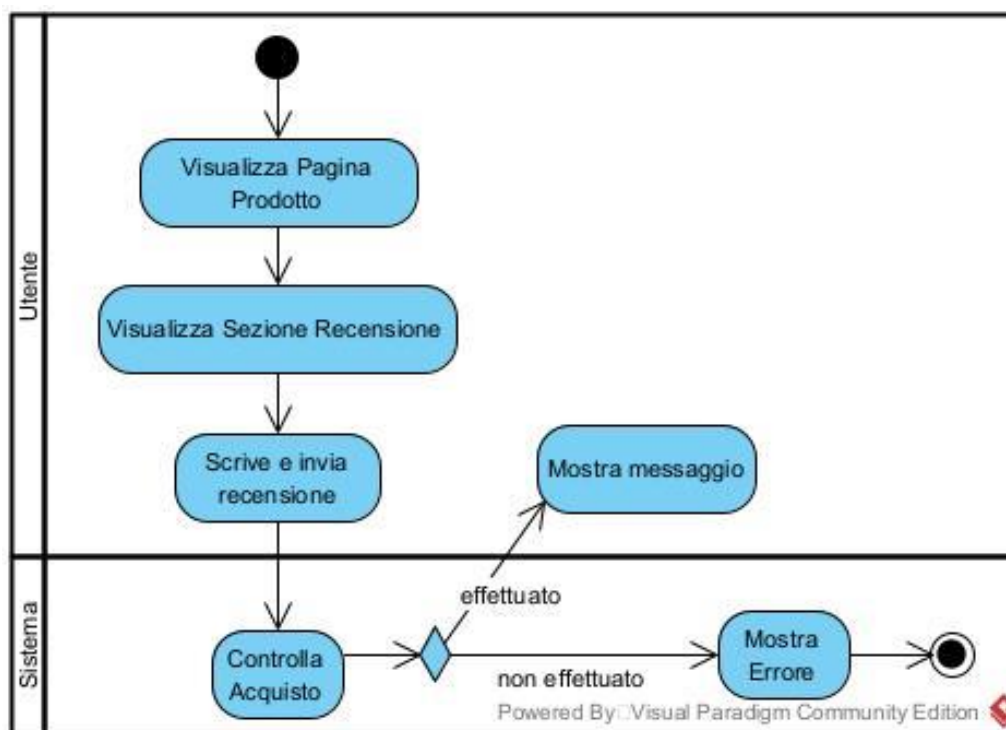 Utente
Visualizza Pagina
Prodotto
Visualizza Sezione Recensione
Scrive e invia
recensione
Mostra messaggio
Sistema
effettuato
Controlla
Acquisto
non effettuato
Mostra
Errore
Powered By Visual Paradigm Community Edition